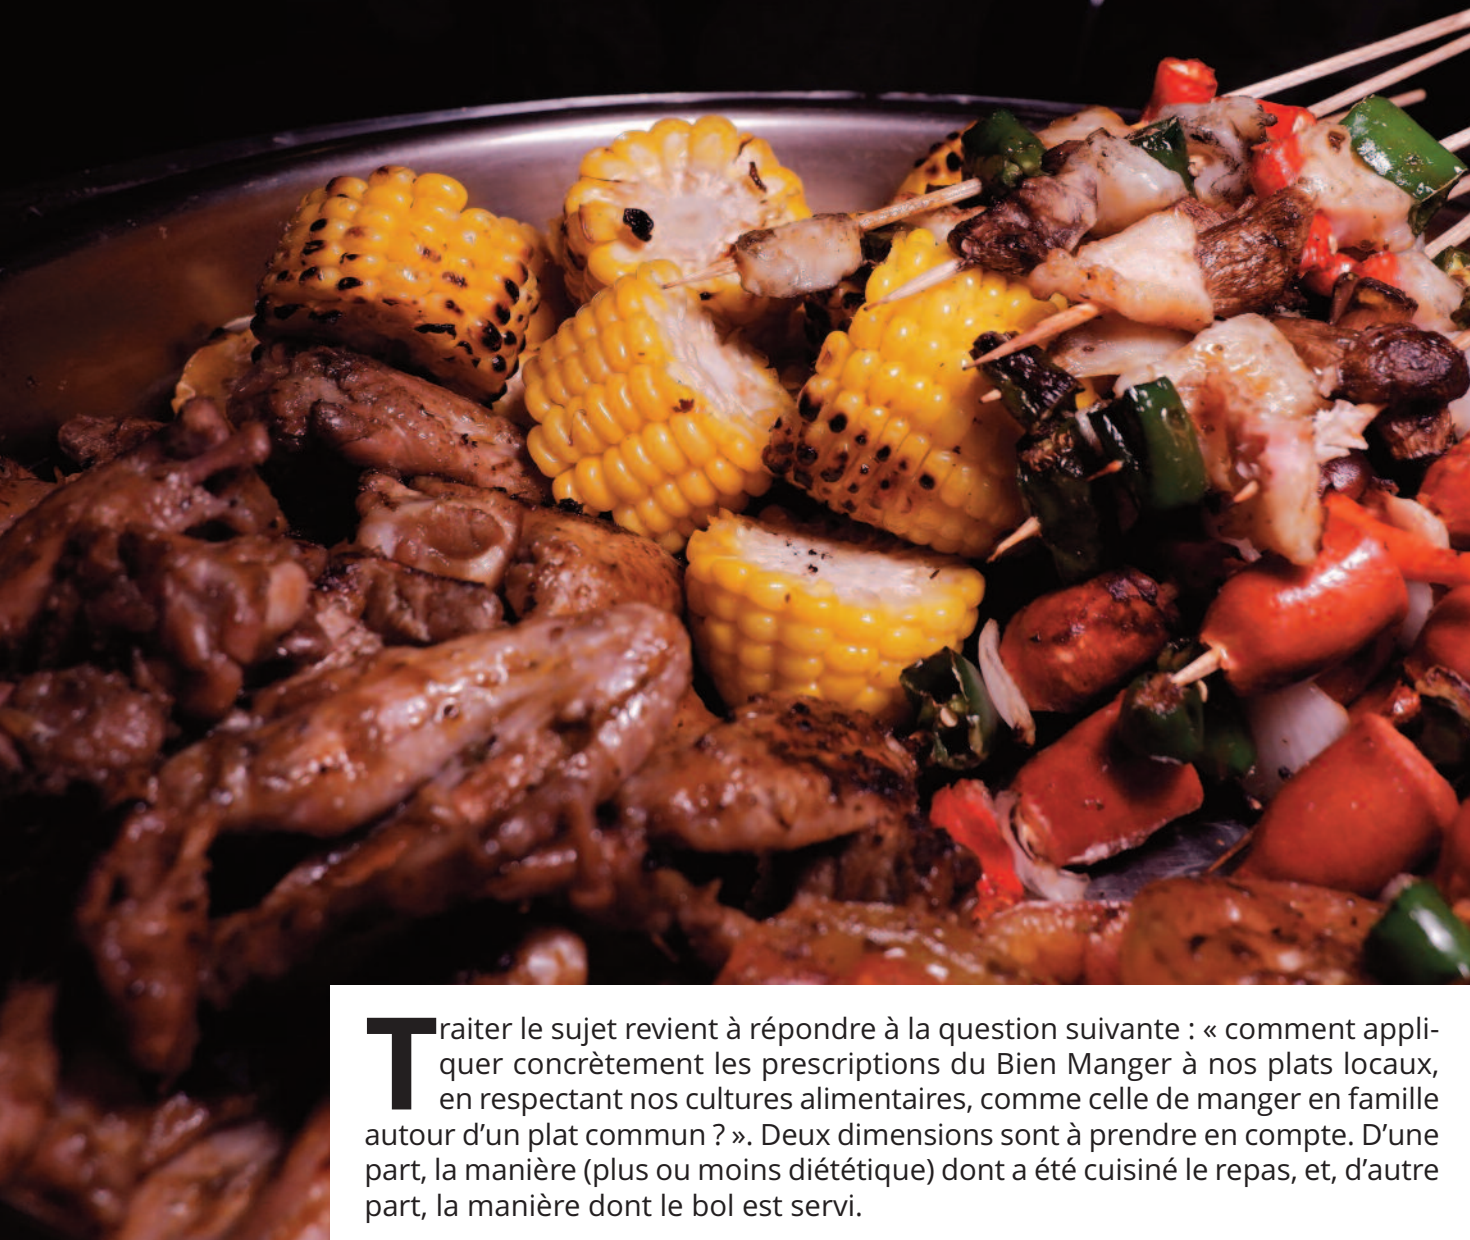 Traiter le sujet revient à répondre à la question suivante : « comment appli-
quer concrètement les prescriptions du Bien Manger à nos plats locaux,
en respectant nos cultures alimentaires, comme celle de manger en famille
autour d’un plat commun ? ». Deux dimensions sont à prendre en compte. D’une
part, la manière (plus ou moins diététique) dont a été cuisiné le repas, et, d’autre
part, la manière dont le bol est servi.